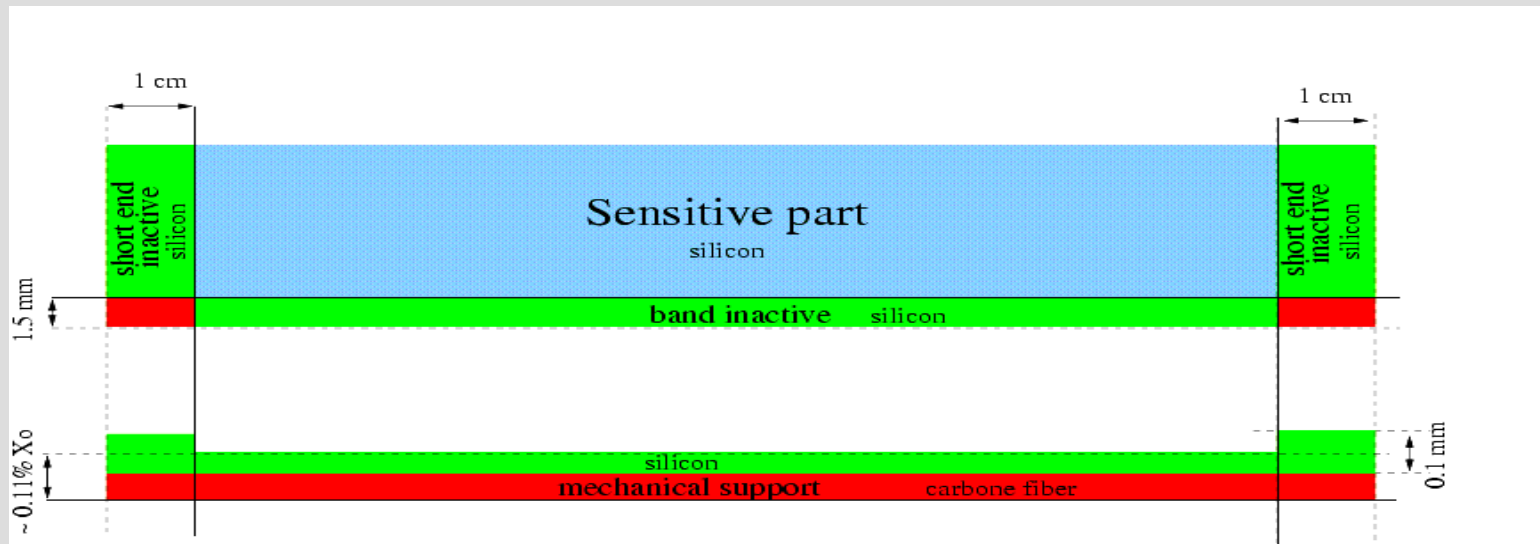 1 cm
1 cm
short end
inactive
silicon
Sensitive part
silicon
short end
inactive
silicon
1.5 mm
band inactive silicon
~ 0.11% Xo
silicon
0.1 mm
mechanical support carbone fiber